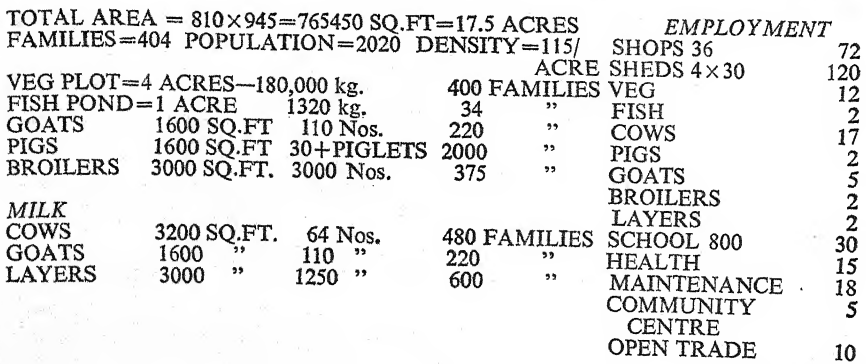 TOTAL AREA = 810×945=765450 SQ.FT=17.5 ACRES
FAMILIES=404 POPULATION=2020 DENSITY=115/
ACRE
VEG PLOT=4 ACRES—180,000 kg. 400 FAMILIES
FISH POND=1 ACRE 1320 kg. 34 ”
GOATS 1600 SQ.FT 110 Nos. 220 ”
PIGS 1600 SQ.FT 30+PIGLETS 2000 ”
BROILERS 3000 SQ.FT. 3000 Nos. 375 ”
MILK
COWS 3200 SQ.FT. 64 Nos. 480 FAMILIES
GOATS 1600 ” 110 ” 220 ”
LAYERS 3000 ” 1250 ” 600 ”
EMPLOYMENT
SHOPS 36 72
SHEDS 4×30 120
VEG 12
FISH 2
COWS 17
PIGS 2
GOATS 5
BROILERS 2
LAYERS 2
SCHOOL 800 30
HEALTH 15
MAINTENANCE 18
COMMUNITY 5
CENTRE
OPEN TRADE 10